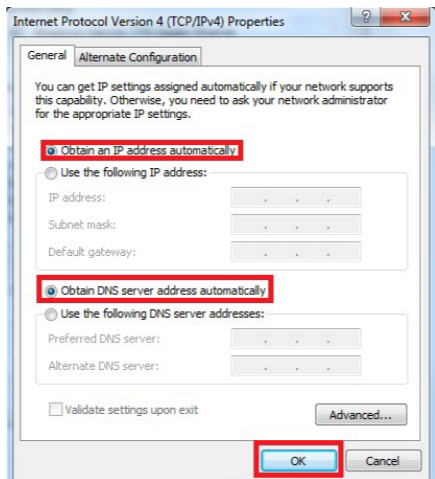 Internet Protocol Version 4 (TCP/IPv4) Properties
General
Alternate Configuration
You can get IP settings assigned automatically if your network supports
this capability. Otherwise, you need to ask your network administrator
for the appropriate IP settings.
Obtain an IP address automatically
Use the following IP address:
IP address:
Subnet mask:
Default gateway:
Obtain DNS server address automatically
Use the following DNS server addresses:
Preferred DNS server:
Alternate DNS server:
Validate settings upon exit
Advanced...
OK
Cancel